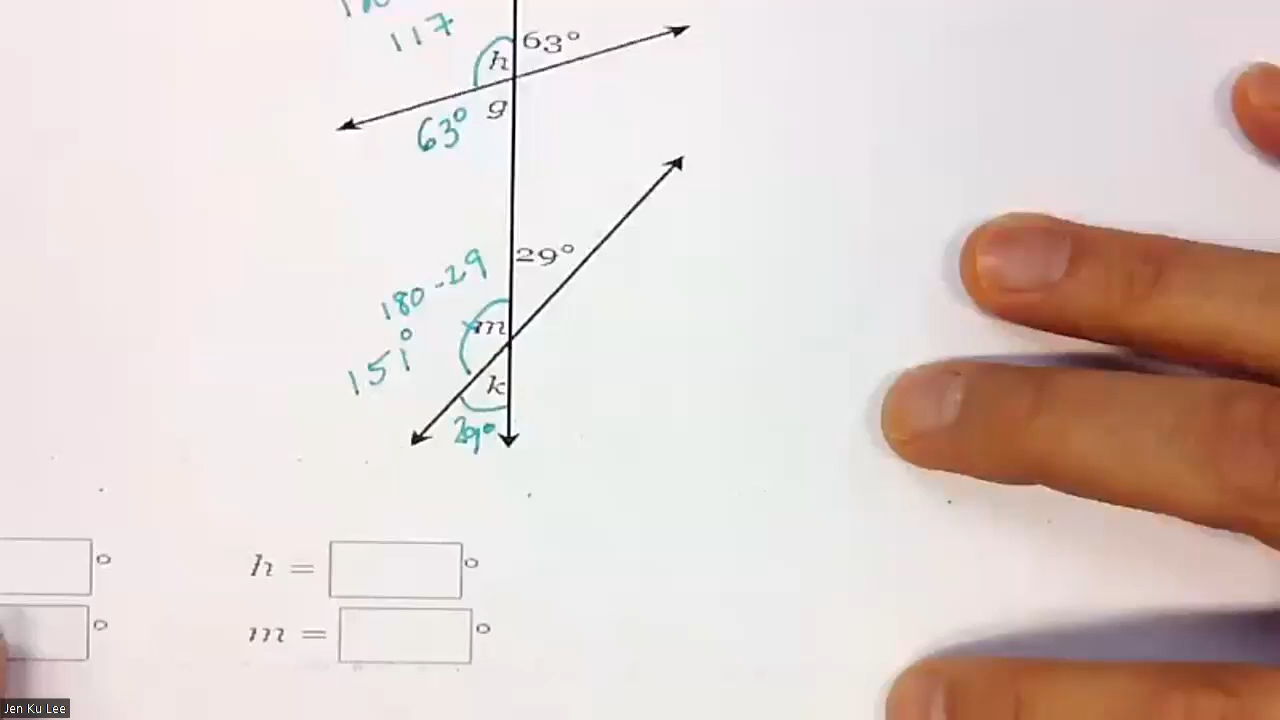 117
63°
h
g
63°
180-29
29°
m
151°
k
29°
°
h = °
°
m = °
Jen Ku Lee